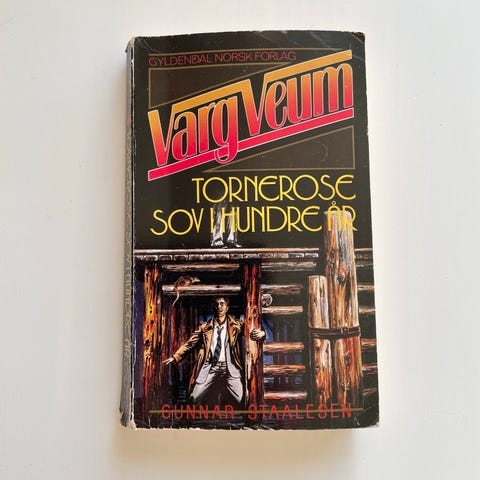 GYLDENDAL NORSK FORLAG
Varg Veum
TORNEROSE
SOV I HUNDRE ÅR
GUNNAR STAALESEN